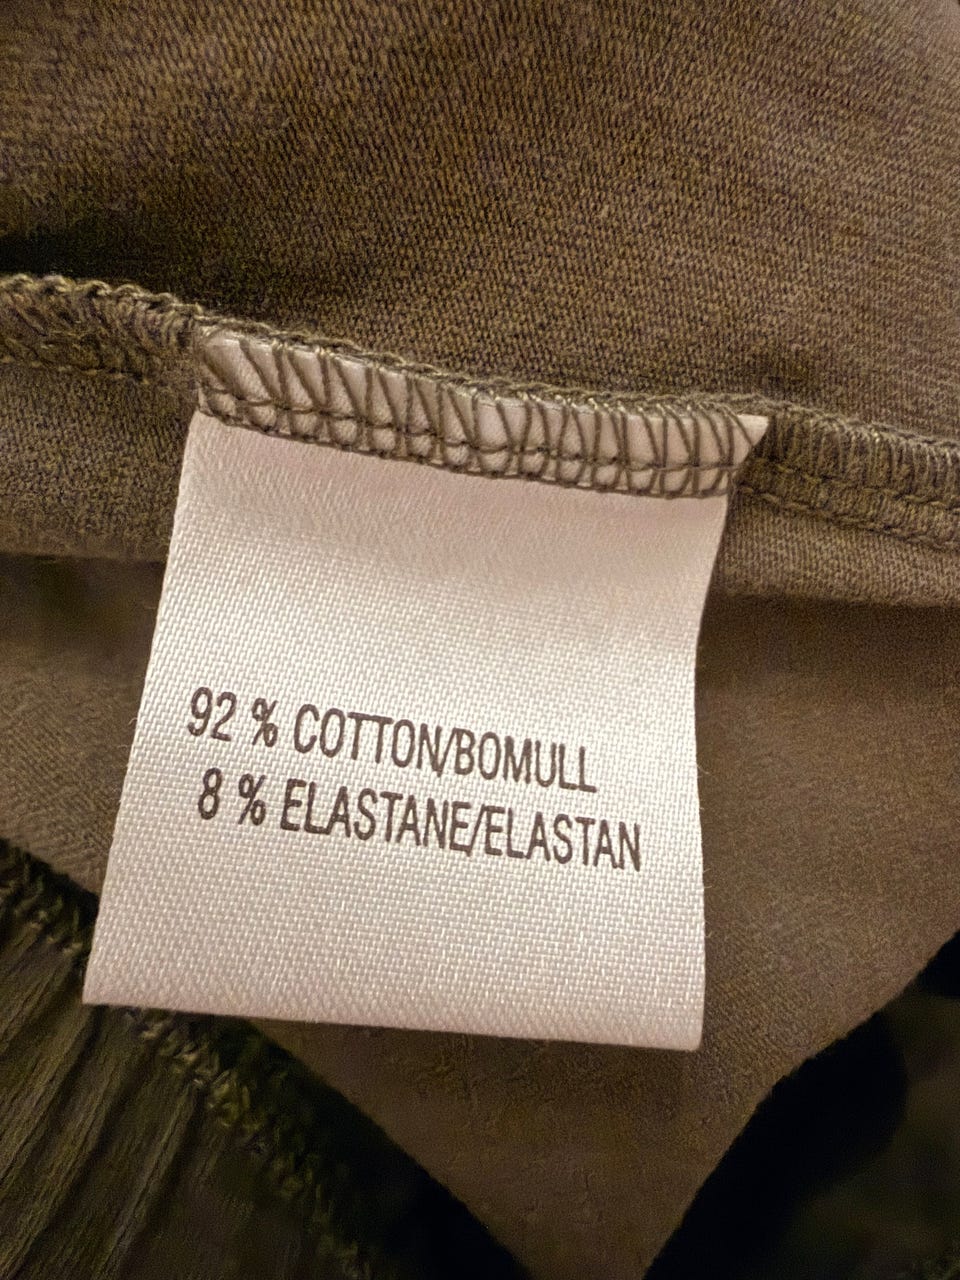 92 % COTTON/BOMULL
8 % ELASTANE/ELASTAN